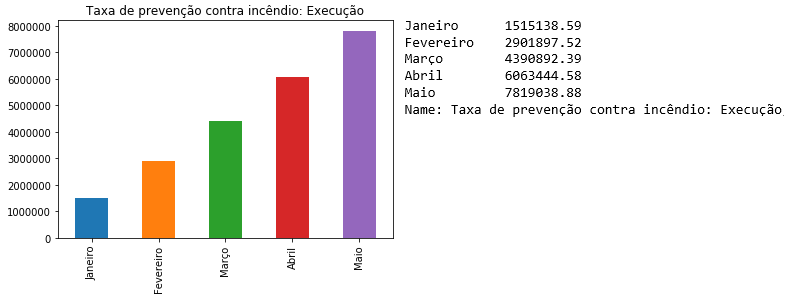 Taxa de prevenção contra incêndio: Execução
8000000
7000000
6000000
5000000
4000000
3000000
2000000
1000000
0
Janeiro
Fevereiro
Março
Abril
Maio
Janeiro 1515138.59
Fevereiro 2901897.52
Março 4390892.39
Abril 6063444.58
Maio 7819038.88
Name: Taxa de prevenção contra incêndio: Execução,